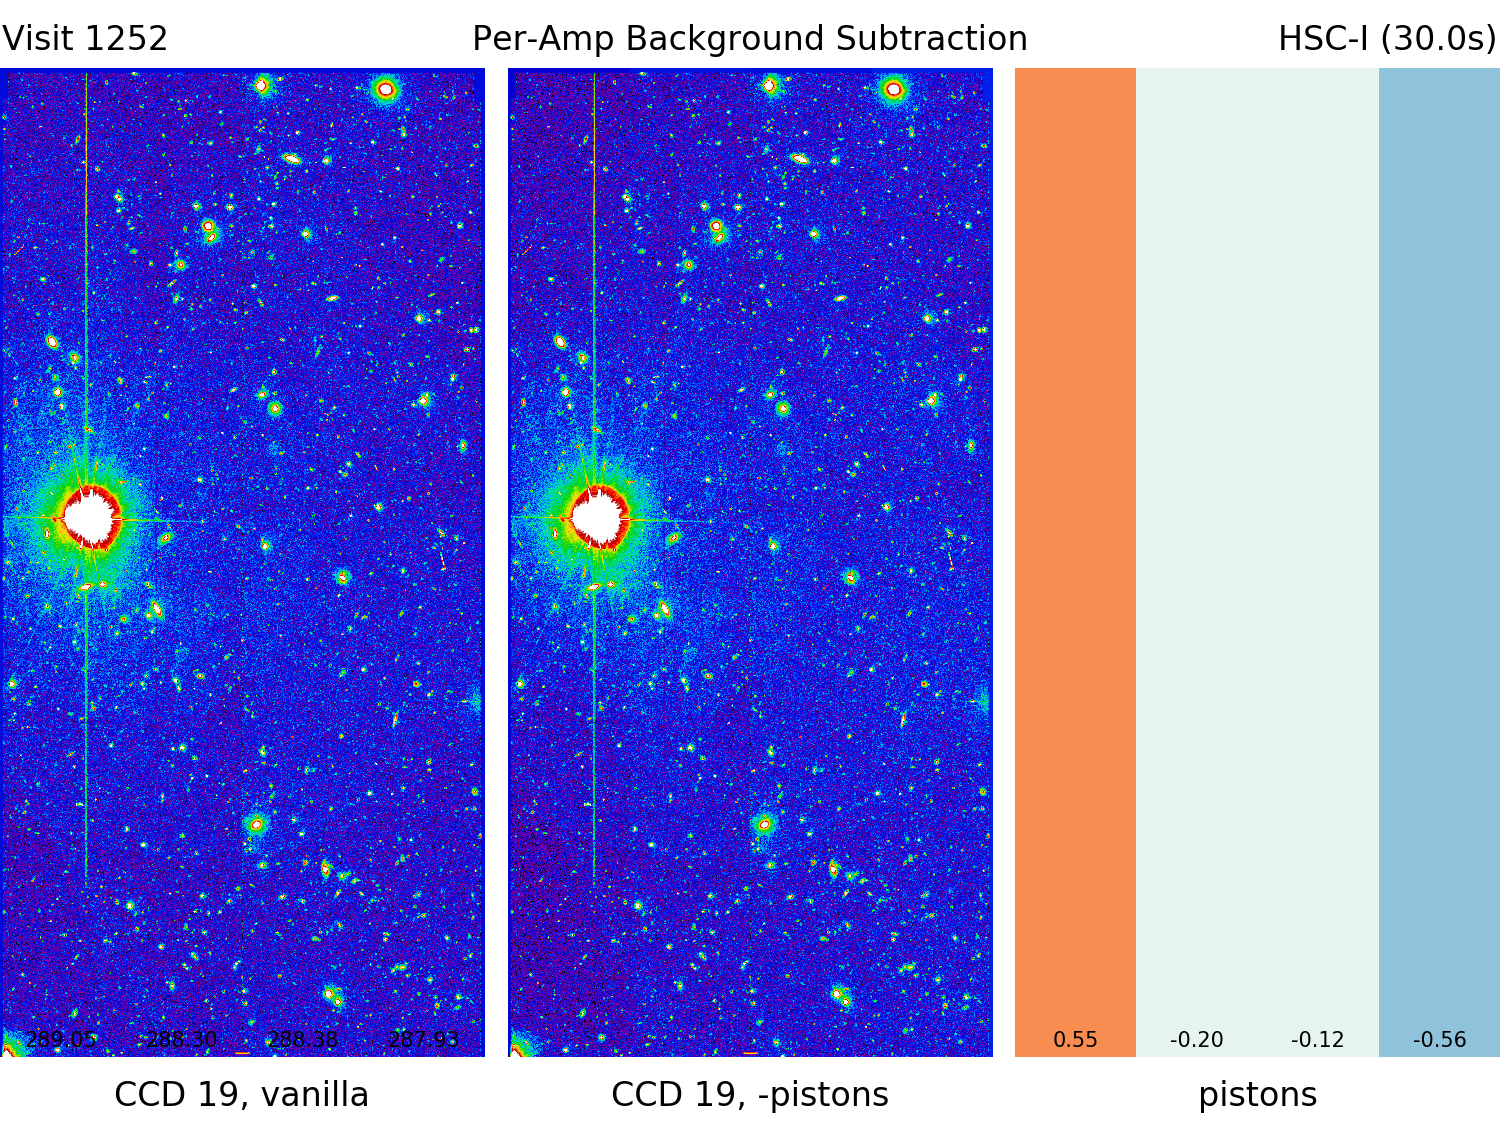 Visit 1252 Per-Amp Background Subtraction HSC-I (30.0s)
289.05 288.30 288.38 287.93 0.55 -0.20 -0.12 -0.56
CCD 19, vanilla CCD 19, -pistons pistons